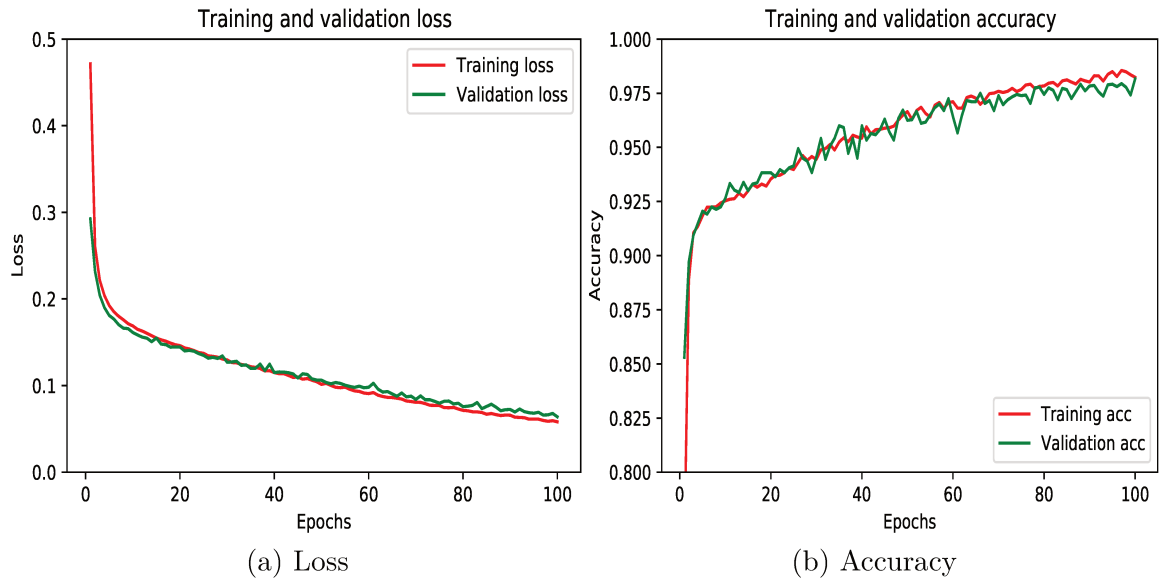 Training and validation loss
0.5
0.4
0.3
0.2
0.1
0.0
Loss
Training loss
Validation loss
0 20 40 60 80 100
Epochs
(a) Loss
Training and validation accuracy
1.000
0.975
0.950
0.925
0.900
0.875
0.850
0.825
0.800
Accuracy
Training acc
Validation acc
0 20 40 60 80 100
Epochs
(b) Accuracy